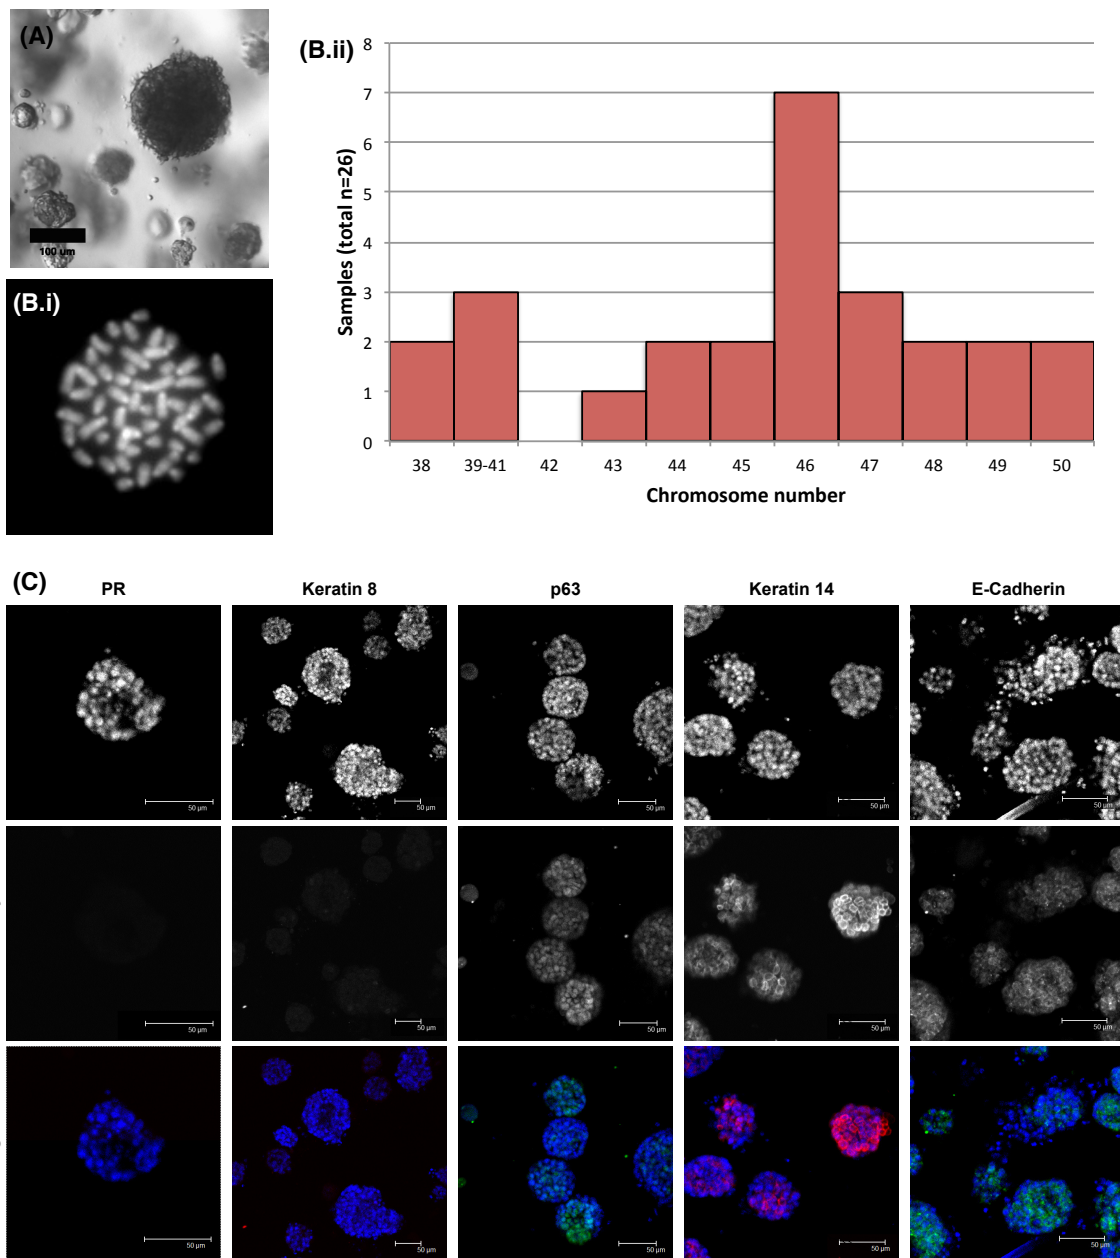 (A)
100 um
(B.i)
(B.ii)
8
7
6
5
4
3
2
1
0
Samples (total n=26)
38 39-41 42 43 44 45 46 47 48 49 50
Chromosome number
(C)
PR Keratin 8 p63 Keratin 14 E-Cadherin
50 µm 50 µm 50 µm 50 µm 50 µm
50 µm 50 µm 50 µm 50 µm 50 µm
50 µm 50 µm 50 µm 50 µm 50 µm